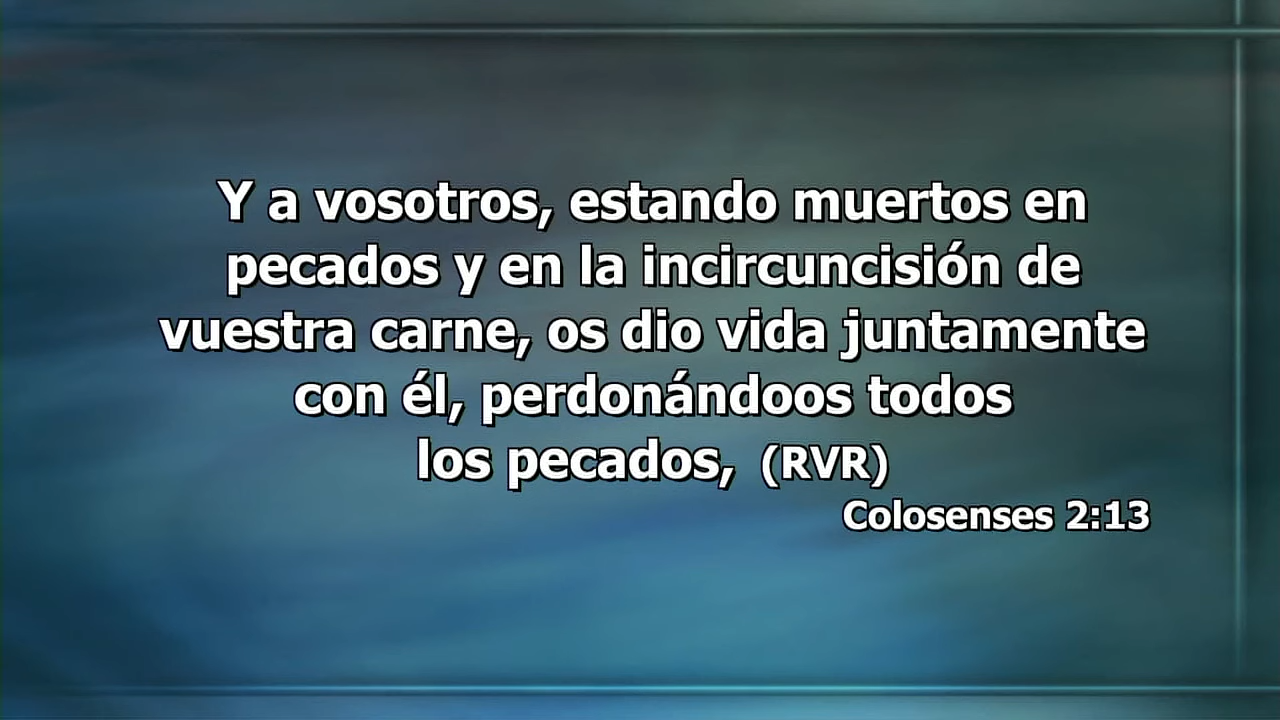 Y a vosotros, estando muertos en
pecados y en la incircuncisión de
vuestra carne, os dio vida juntamente
con él, perdonándoos todos
los pecados, (RVR)
Colosenses 2:13